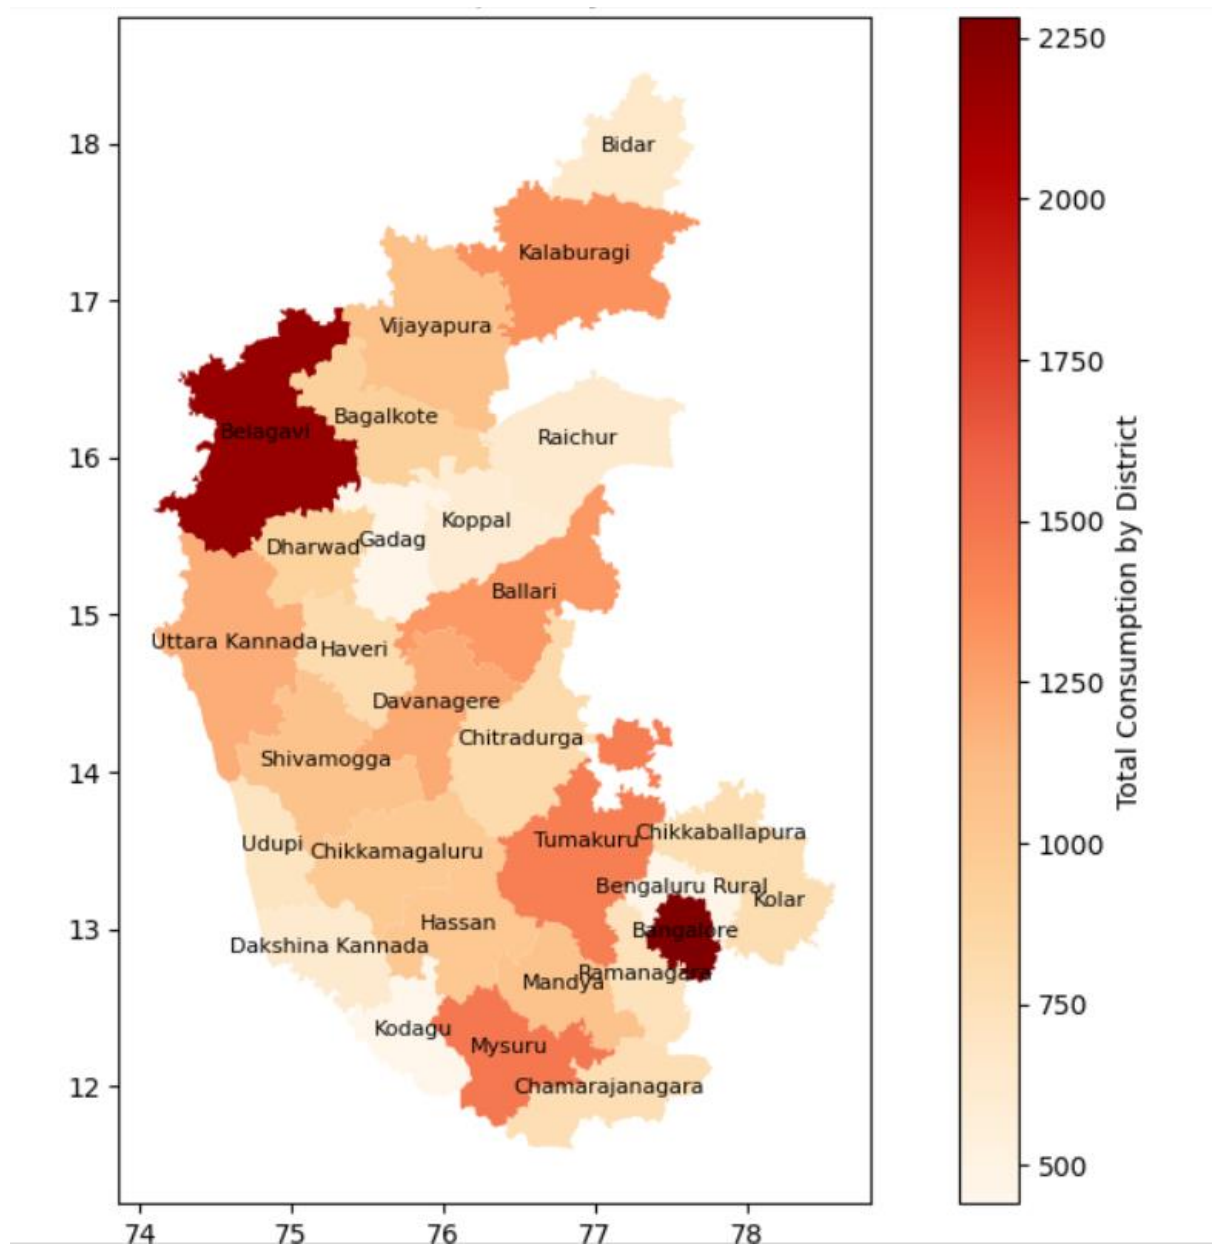 18
17
16
15
14
13
12
74
75
76
77
78
Bidar
Kalaburagi
Vijayapura
Bagalkote
Belagavi
Raichur
Koppal
Gadag
Dharwad
Ballari
Uttara Kannada
Haveri
Davanagere
Chitradurga
Shivamogga
Chikkaballapura
Tumakuru
Udupi
Chikkamagaluru
Bengaluru Rural
Kolar
Hassan
Bangalore
Dakshina Kannada
Ramanagara
Mandya
Kodagu
Mysuru
Chamarajanagara
2250
2000
1750
1500
1250
1000
750
500
Total Consumption by District